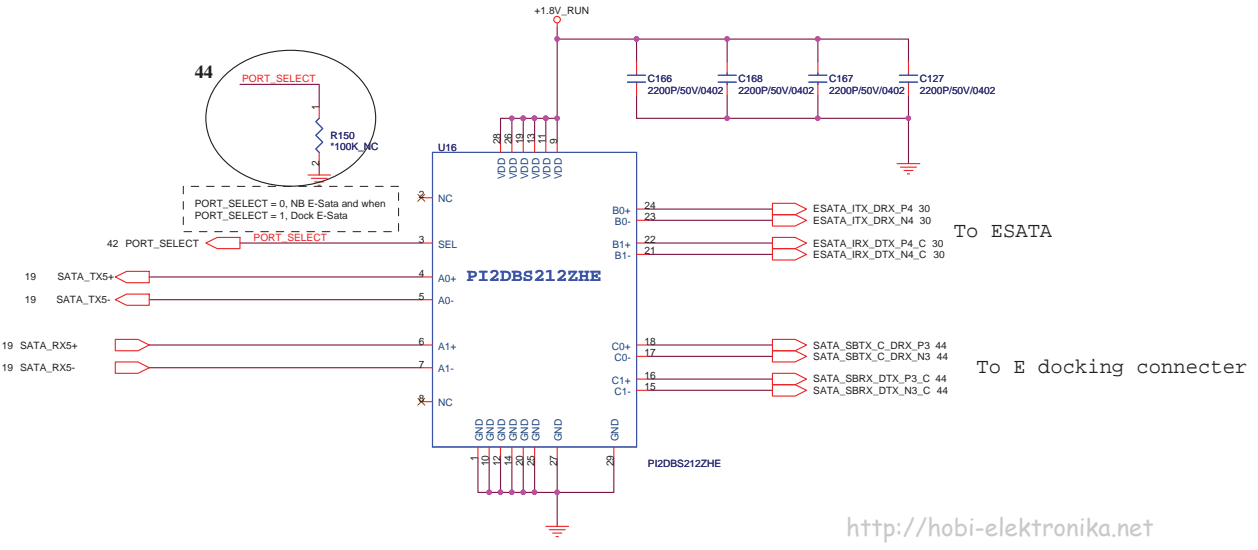 +1.8V_RUN
44
PORT_SELECT
1
R150
*100K_NC
2
C166
2200P/50V/0402
C168
2200P/50V/0402
C167
2200P/50V/0402
C127
2200P/50V/0402
PORT_SELECT = 0, NB E-Sata and when
PORT_SELECT = 1, Dock E-Sata
U16
28 26 19 13 11 9
VDD VDD VDD VDD VDD VDD
2 NC
42 PORT_SELECT PORT_SELECT 3 SEL
19 SATA_TX5+ 4 A0+
19 SATA_TX5- 5 A0-
19 SATA_RX5+ 6 A1+
19 SATA_RX5- 7 A1-
8 NC
PI2DBS212ZHE
B0+ 24 ESATA_ITX_DRX_P4 30
B0- 23 ESATA_ITX_DRX_N4 30
B1+ 22 ESATA_IRX_DTX_P4_C 30
B1- 21 ESATA_IRX_DTX_N4_C 30
To ESATA
C0+ 18 SATA_SBTX_C_DRX_P3 44
C0- 17 SATA_SBTX_C_DRX_N3 44
C1+ 16 SATA_SBRX_DTX_P3_C 44
C1- 15 SATA_SBRX_DTX_N3_C 44
To E docking connecter
GND GND GND GND GND GND GND GND
1 10 12 14 20 25 27 29
PI2DBS212ZHE
http://hobi-elektronika.net